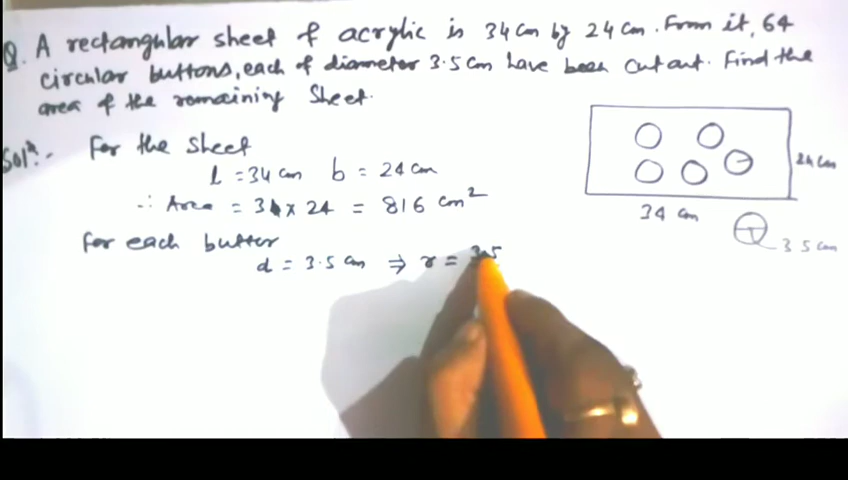 Q. A rectangular sheet of acrylic is 34 cm by 24 cm. From it, 64
circular buttons, each of diameter 3.5 cm have been cut out. Find the
area of the remaining sheet.
Solⁿ:- For the sheet
l = 34 cm b = 24 cm
∴ Area = 34 x 24 = 816 cm²
For each butter
d = 3.5 cm ⇒ r = 3.5
24 cm
34 cm
3.5 cm